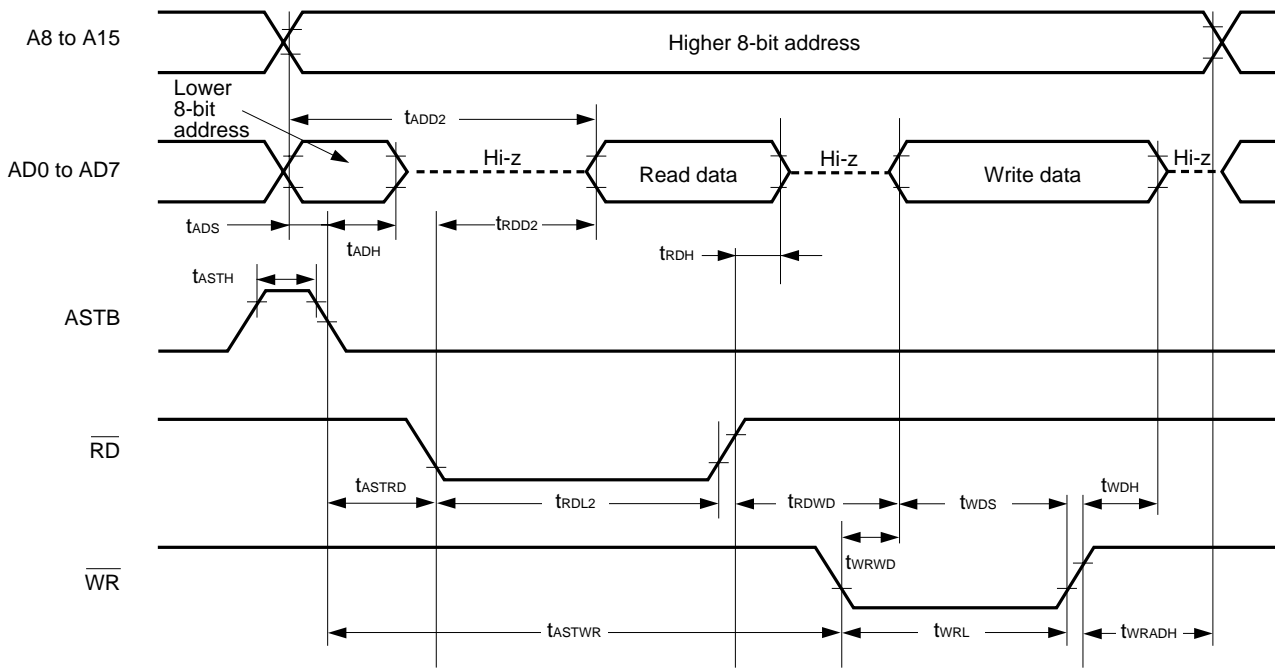 A8 to A15
Higher 8-bit address
Lower
8-bit
address
tADD2
AD0 to AD7
Hi-z
Read data
Hi-z
Write data
Hi-z
tADS
tADH
tRDD2
tRDH
tASTH
ASTB
RD
tASTRD
tRDL2
tRDWD
tWDS
tWDH
tWRWD
WR
tASTWR
tWRL
tWRADH